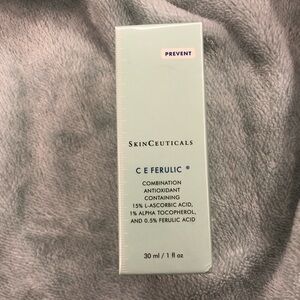 PREVENT
SKINCEUTICALS
C E FERULIC ®
COMBINATION
ANTIOXIDANT
CONTAINING
15% L-ASCORBIC ACID,
1% ALPHA TOCOPHEROL,
AND 0.5% FERULIC ACID
30 ml / 1 fl oz